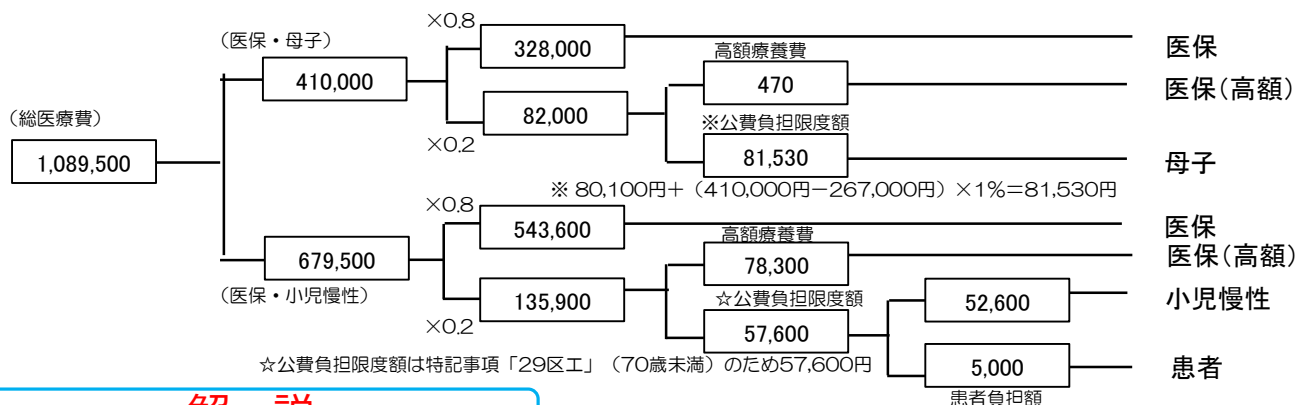 ×0.8
(医保・母子)
328,000
医保
高額療養費
410,000
470
医保(高額)
(総医療費)
82,000
※公費負担限度額
×0.2
1,089,500
81,530
母子
※ 80,100円+(410,000円-267,000円)×1%=81,530円
×0.8
543,600
医保
高額療養費
医保(高額)
679,500
78,300
(医保・小児慢性)
135,900
☆公費負担限度額
52,600
小児慢性
×0.2
57,600
☆公費負担限度額は特記事項「29区エ」(70歳未満)のため57,600円
5,000
患者
患者負担額
解 説